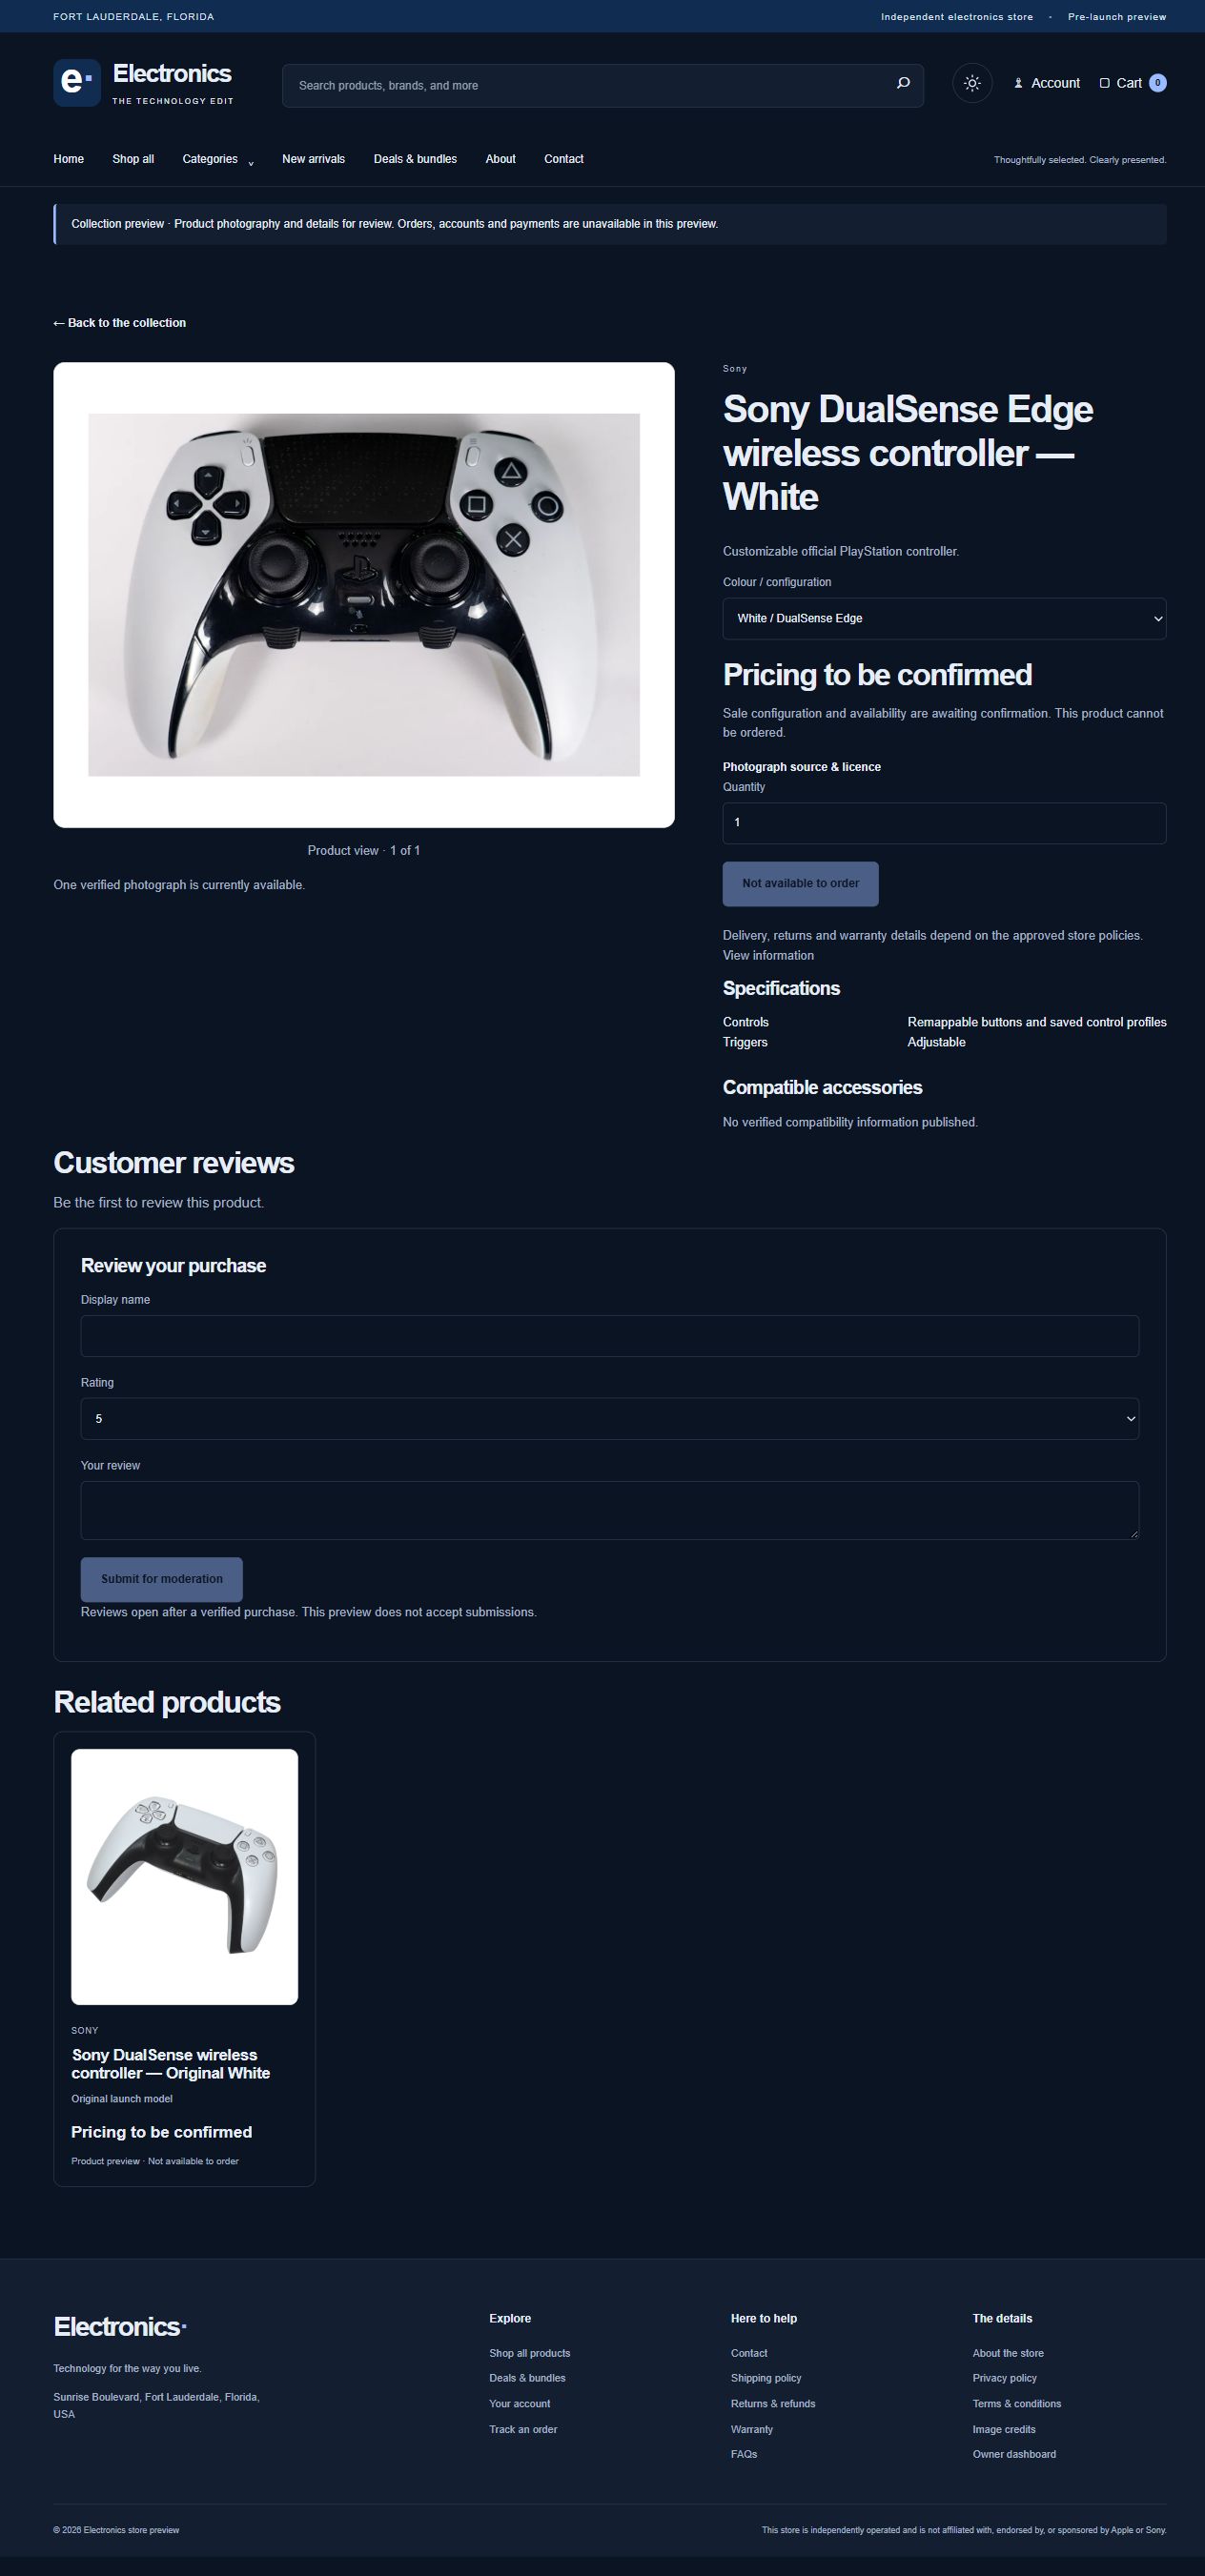 FORT LAUDERDALE, FLORIDA
Independent electronics store • Pre-launch preview
e
Electronics
THE TECHNOLOGY EDIT
Search products, brands, and more
Account
Cart 0
Home Shop all Categories New arrivals Deals & bundles About Contact
Thoughtfully selected. Clearly presented.
Collection preview · Product photography and details for review. Orders, accounts and payments are unavailable in this preview.
← Back to the collection
Product view · 1 of 1
One verified photograph is currently available.
Sony
Sony DualSense Edge
wireless controller —
White
Customizable official PlayStation controller.
Colour / configuration
White / DualSense Edge
Pricing to be confirmed
Sale configuration and availability are awaiting confirmation. This product cannot
be ordered.
Photograph source & licence
Quantity
1
Not available to order
Delivery, returns and warranty details depend on the approved store policies.
View information
Specifications
Controls Remappable buttons and saved control profiles
Triggers Adjustable
Compatible accessories
No verified compatibility information published.
Customer reviews
Be the first to review this product.
Review your purchase
Display name
Rating
5
Your review
Submit for moderation
Reviews open after a verified purchase. This preview does not accept submissions.
Related products
SONY
Sony DualSense wireless
controller — Original White
Original launch model
Pricing to be confirmed
Product preview · Not available to order
Electronics·
Technology for the way you live.
Sunrise Boulevard, Fort Lauderdale, Florida,
USA
Explore
Shop all products
Deals & bundles
Your account
Track an order
Here to help
Contact
Shipping policy
Returns & refunds
Warranty
FAQs
The details
About the store
Privacy policy
Terms & conditions
Image credits
Owner dashboard
© 2026 Electronics store preview
This store is independently operated and is not affiliated with, endorsed by, or sponsored by Apple or Sony.